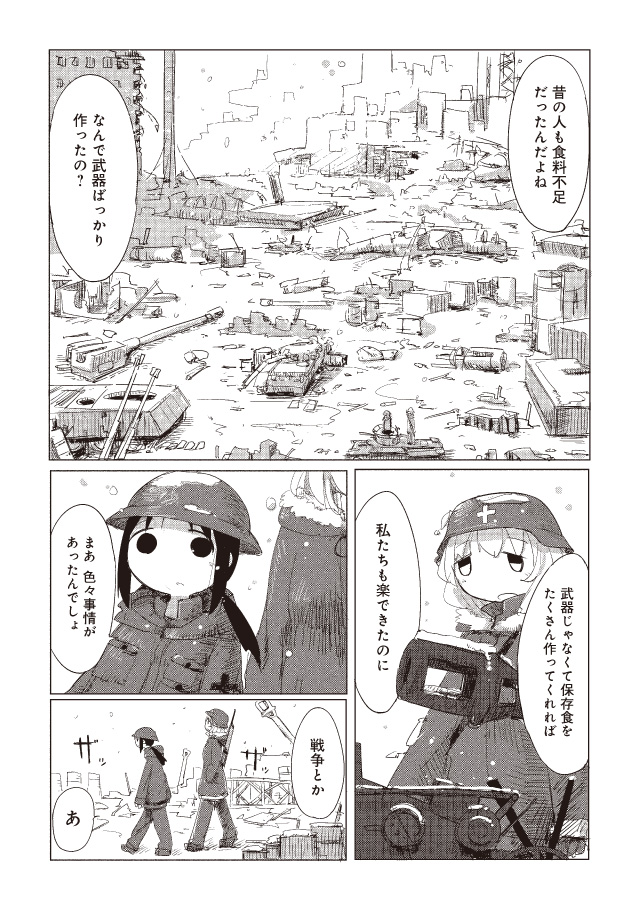 昔の人も食料不足
だったんだよね
なんで武器ばっかり
作ったの？
武器じゃなくて保存食を
たくさん作ってくれれば
私たちも楽できたのに
まあ 色々事情が
あったんでしょ
戦争とか
ザッ
ザッ
あ